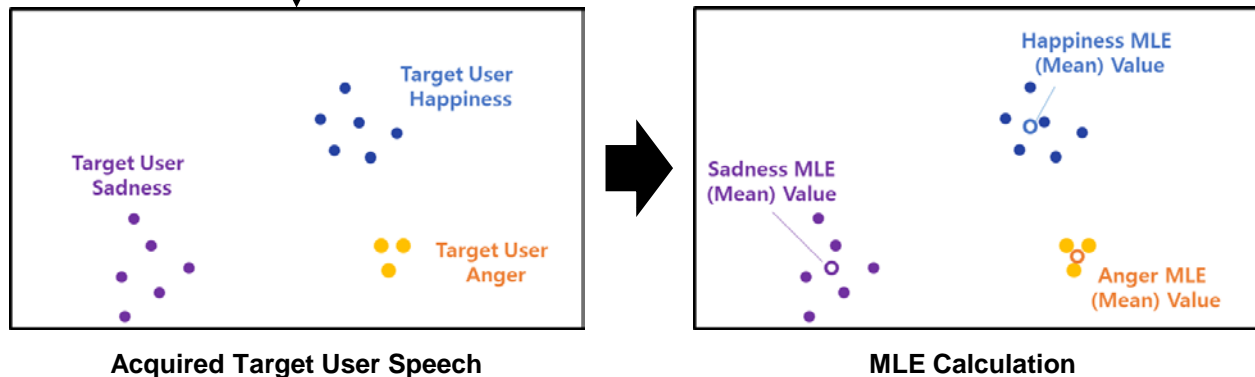 Target User
Happiness
Target User
Sadness
Target User
Anger
Acquired Target User Speech
Happiness MLE
(Mean) Value
Sadness MLE
(Mean) Value
Anger MLE
(Mean) Value
MLE Calculation